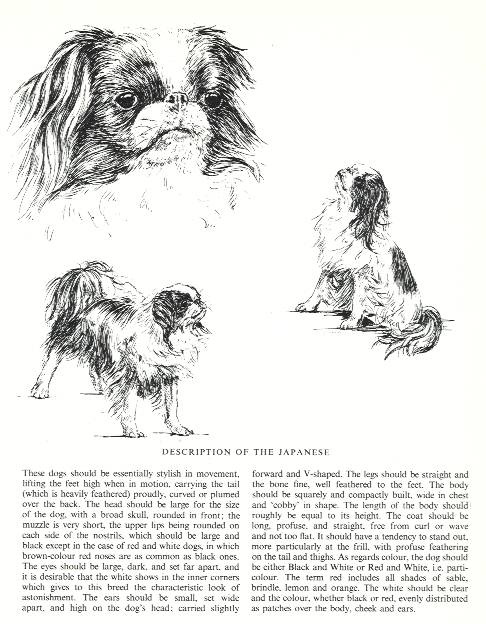 DESCRIPTION OF THE JAPANESE
These dogs should be essentially stylish in movement,
lifting the feet high when in motion, carrying the tail
(which is heavily feathered) proudly, curved or plumed
over the back. The head should be large for the size
of the dog, with a broad skull, rounded in front; the
muzzle is very short, the upper lips being rounded on
each side of the nostrils, which should be large and
black except in the case of red and white dogs, in which
brown-colour red noses are as common as black ones.
The eyes should be large, dark, and set far apart, and
it is desirable that the white shows in the inner corners
which gives to this breed the characteristic look of
astonishment. The ears should be small, set wide
apart, and high on the dog's head; carried slightly
forward and V-shaped. The legs should be straight and
the bone fine, well feathered to the feet. The body
should be squarely and compactly built, wide in chest
and 'cobby' in shape. The length of the body should
roughly be equal to its height. The coat should be
long, profuse, and straight, free from curl or wave
and not too flat. It should have a tendency to stand out,
more particularly at the frill, with profuse feathering
on the tail and thighs. As regards colour, the dog should
be either Black and White or Red and White, i.e. parti-
colour. The term red includes all shades of sable,
brindle, lemon and orange. The white should be clear
and the colour, whether black or red, evenly distributed
as patches over the body, cheek and ears.